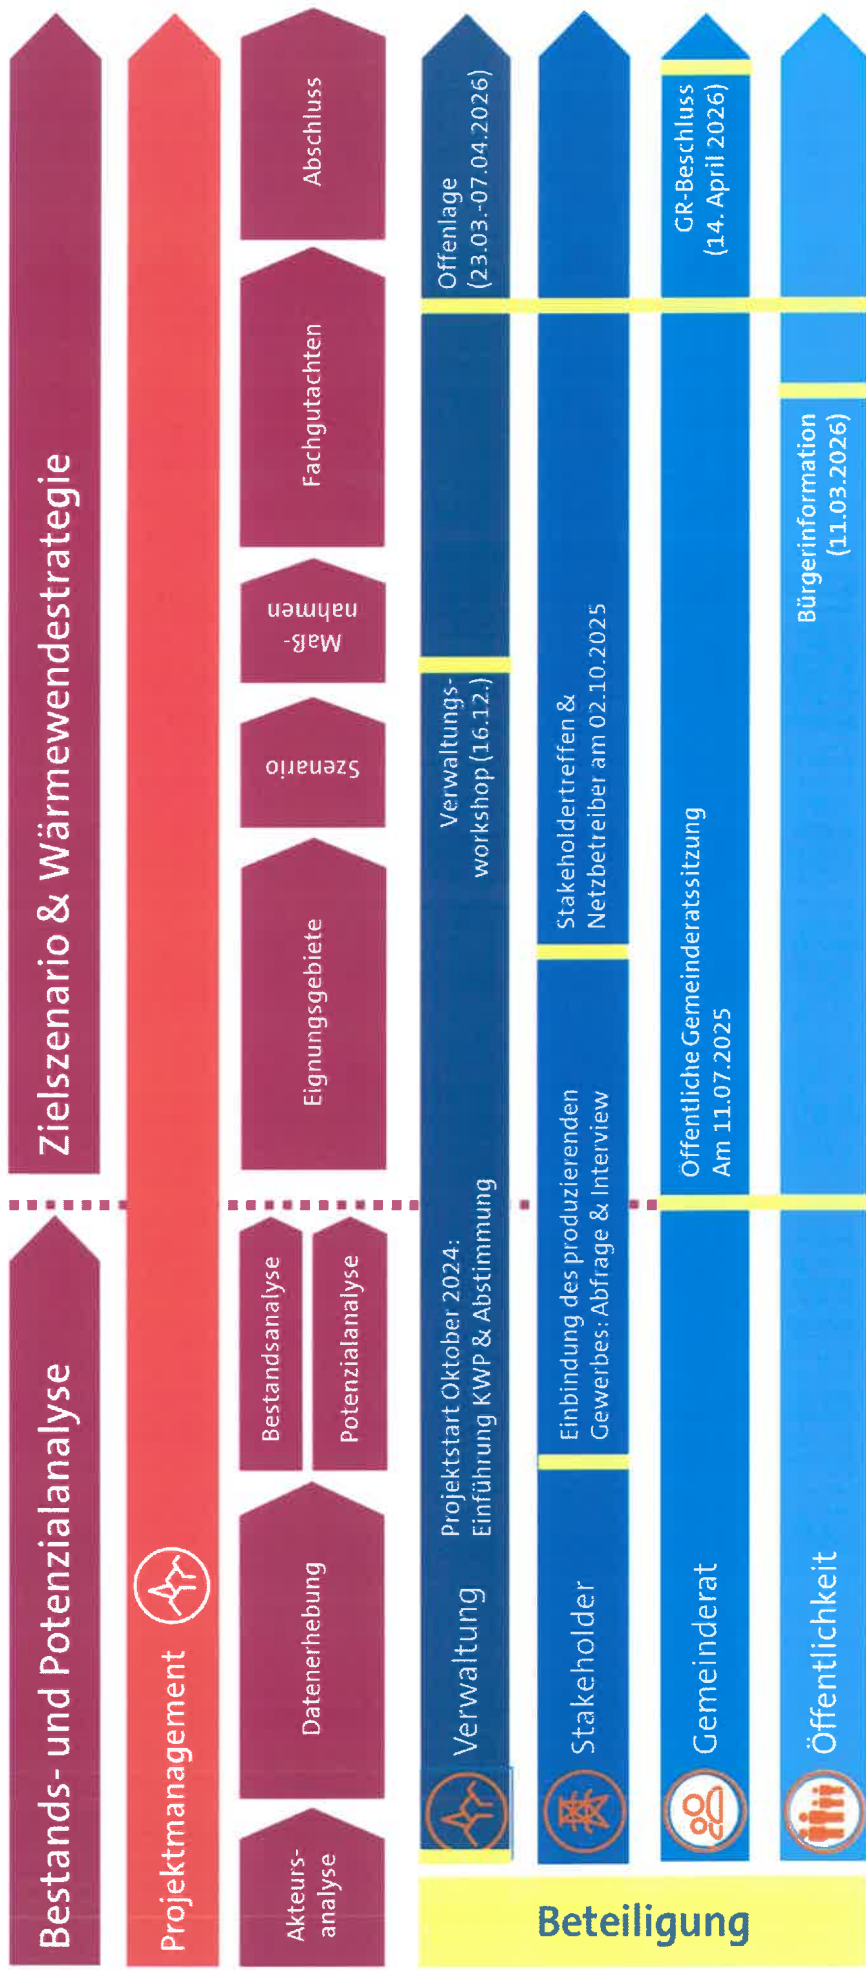 Bestands- und Potenzialanalyse
Zielszenario & Wärmewendestrategie
Projektmanagement
Akteurs-
analyse
Datenerhebung
Bestandsanalyse
Potenzialanalyse
Eignungsgebiete
Szenario
Maß-
nahmen
Fachgutachten
Abschluss
Beteiligung
Verwaltung
Projektstart Oktober 2024:
Einführung KWP & Abstimmung
Verwaltungs-
workshop (16.12.)
Offenlage
(23.03.-07.04.2026)
Stakeholder
Einbindung des produzierenden
Gewerbes: Abfrage & Interview
Stakeholdertreffen &
Netzbetreiber am 02.10.2025
Gemeinderat
Öffentliche Gemeinderatssitzung
Am 11.07.2025
GR-Beschluss
(14. April 2026)
Öffentlichkeit
Bürgerinformation
(11.03.2026)